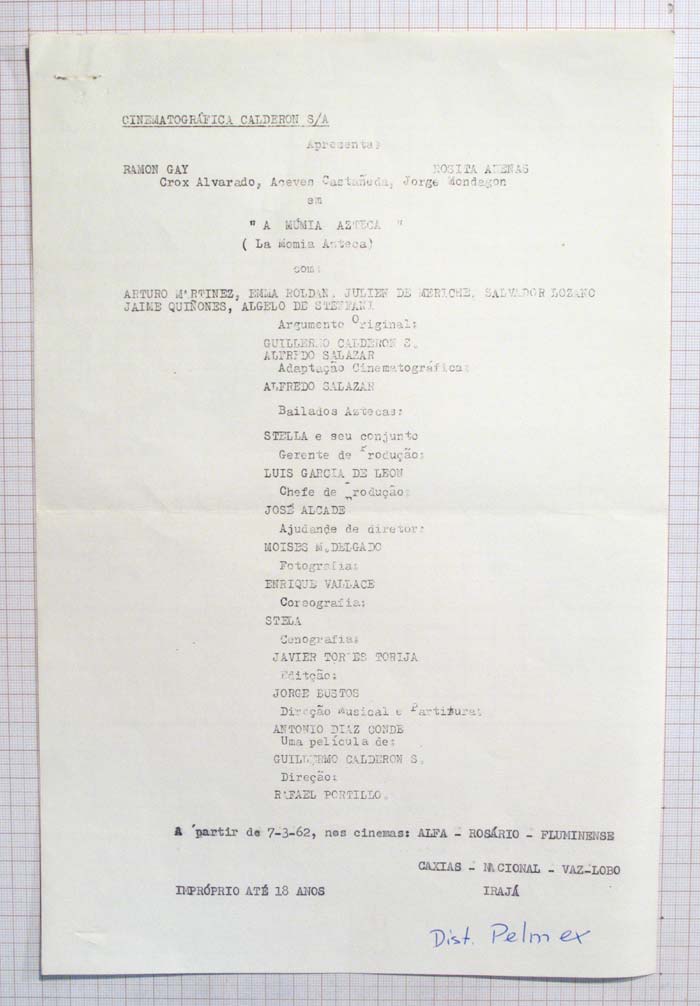 CINEMATOGRÁFICA CALDERON S/A
Apresenta:
RAMON GAY ROSITA ARENAS
Crox Alvarado, Aceves Castañeda, Jorge Mondagon
em
" A MÚMIA AZTECA "
( La Momia Azteca)
com:
ARTURO MARTINEZ, EMMA ROLDAN, JULIEN DE MERICHE, SALVADOR LOZANO
JAIME QUIÑONES, ALGELO DE STEFFANI
Argumento Original:
GUILLERMO CALDERON S.
ALFREDO SALAZAR
Adaptação Cinematográfica:
ALFREDO SALAZAR
Bailados Aztecas:
STELLA e seu conjunto
Gerente de Produção:
LUIS GARCIA DE LEON
Chefe de Produção:
JOSÉ ALCADE
Ajudande de diretor:
MOISES M.DELGADO
Fotografia:
ENRIQUE VALLACE
Coreografia:
STELA
Cenografia:
JAVIER TORRES TORIJA
Editção:
JORGE BUSTOS
Direção Musical e Partitura:
ANTONIO DIAZ CONDE
Uma película de:
GUILLERMO CALDERON S.
Direção:
RAFAEL PORTILLO.
A partir de 7-3-62, nos cinemas: ALFA - ROSÁRIO - FLUMINENSE
CAXIAS - NACIONAL - VAZ-LOBO
IMPRÓPRIO ATÉ 18 ANOS IRAJÁ
Dist. Pelmex